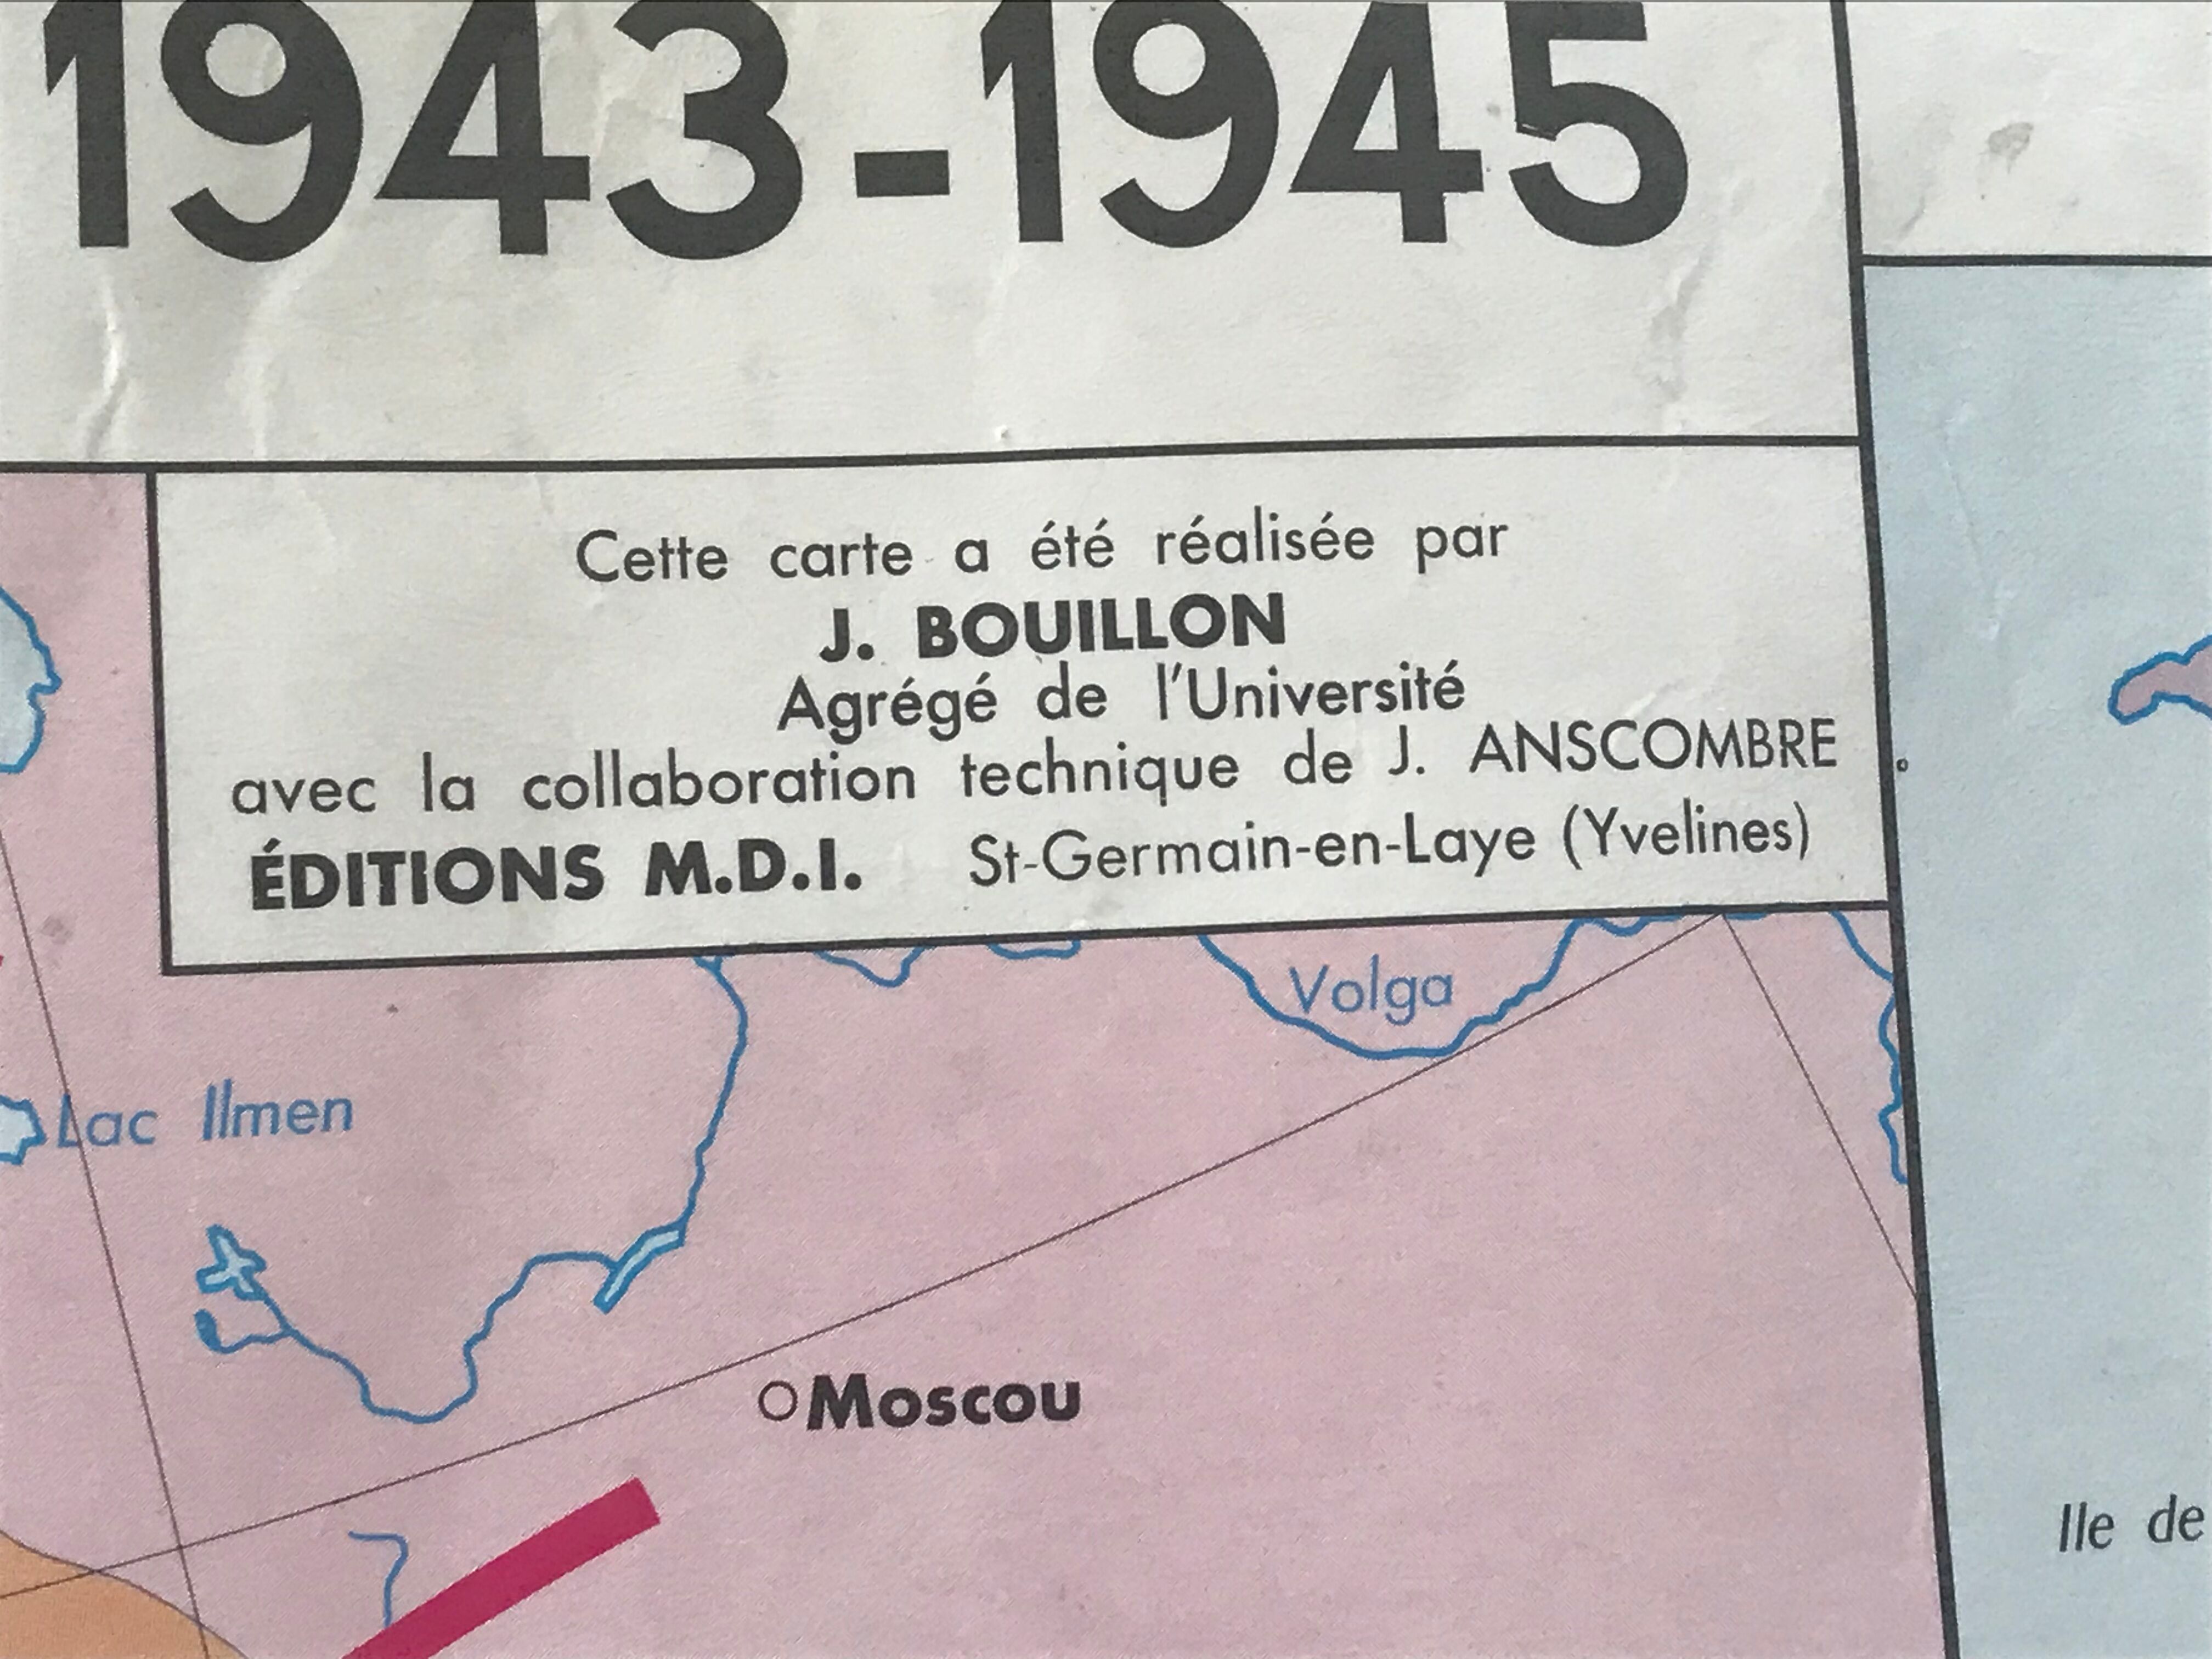 1943-1945
Cette carte a été réalisée par
J. BOUILLON
Agrégé de l'Université
avec la collaboration technique de J. ANSCOMBRE
ÉDITIONS M.D.I. St-Germain-en-Laye (Yvelines)
Volga
Lac Ilmen
Moscou
Ile de